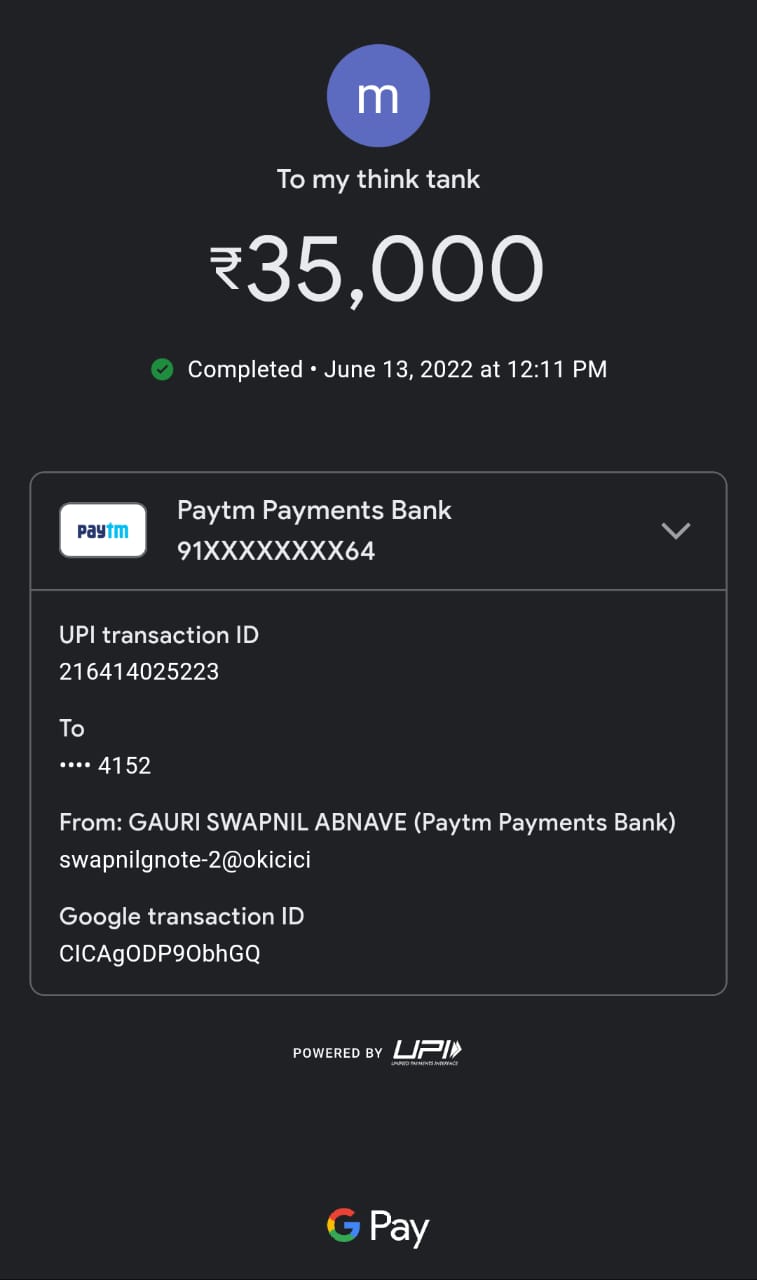 m
To my think tank
₹35,000
Completed • June 13, 2022 at 12:11 PM
paytm
Paytm Payments Bank
91XXXXXXXX64
UPI transaction ID
216414025223
To
•••• 4152
From: GAURI SWAPNIL ABNAVE (Paytm Payments Bank)
swapnilgnote-2@okicici
Google transaction ID
CICAgODP9ObhGQ
POWERED BY UPI
UNIFIED PAYMENTS INTERFACE
G Pay